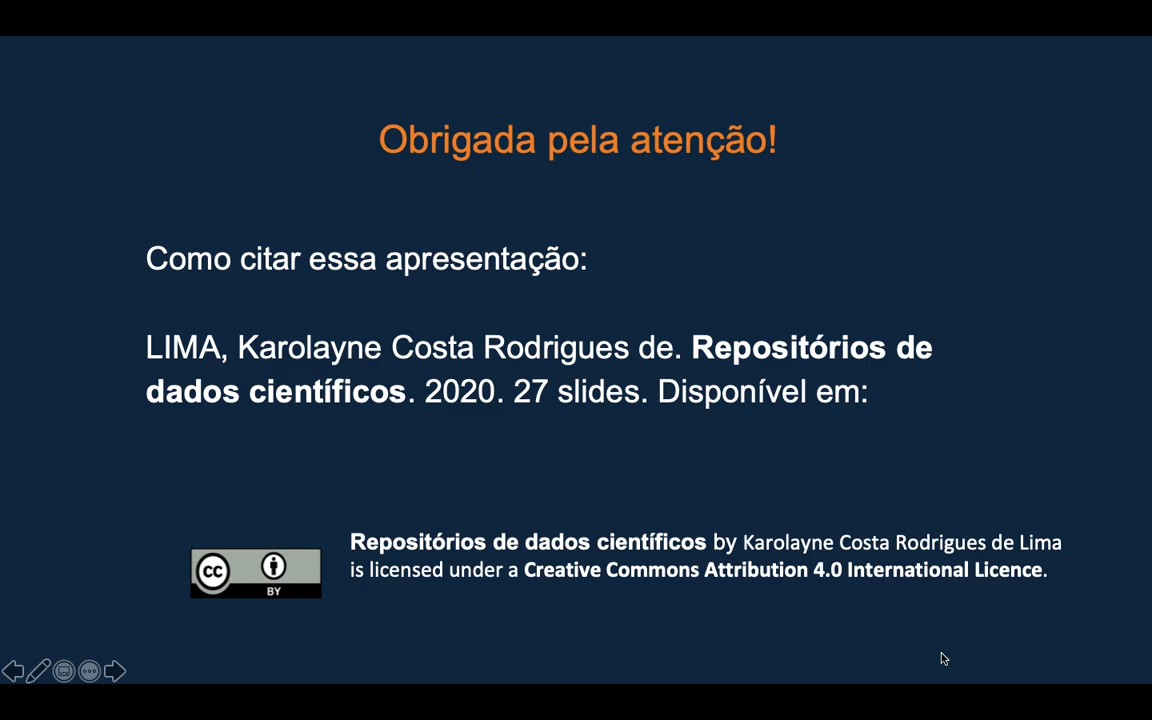 Obrigada pela atenção!
Como citar essa apresentação:
LIMA, Karolayne Costa Rodrigues de. Repositórios de
dados científicos. 2020. 27 slides. Disponível em:
Repositórios de dados científicos by Karolayne Costa Rodrigues de Lima
is licensed under a Creative Commons Attribution 4.0 International Licence.
cc
BY